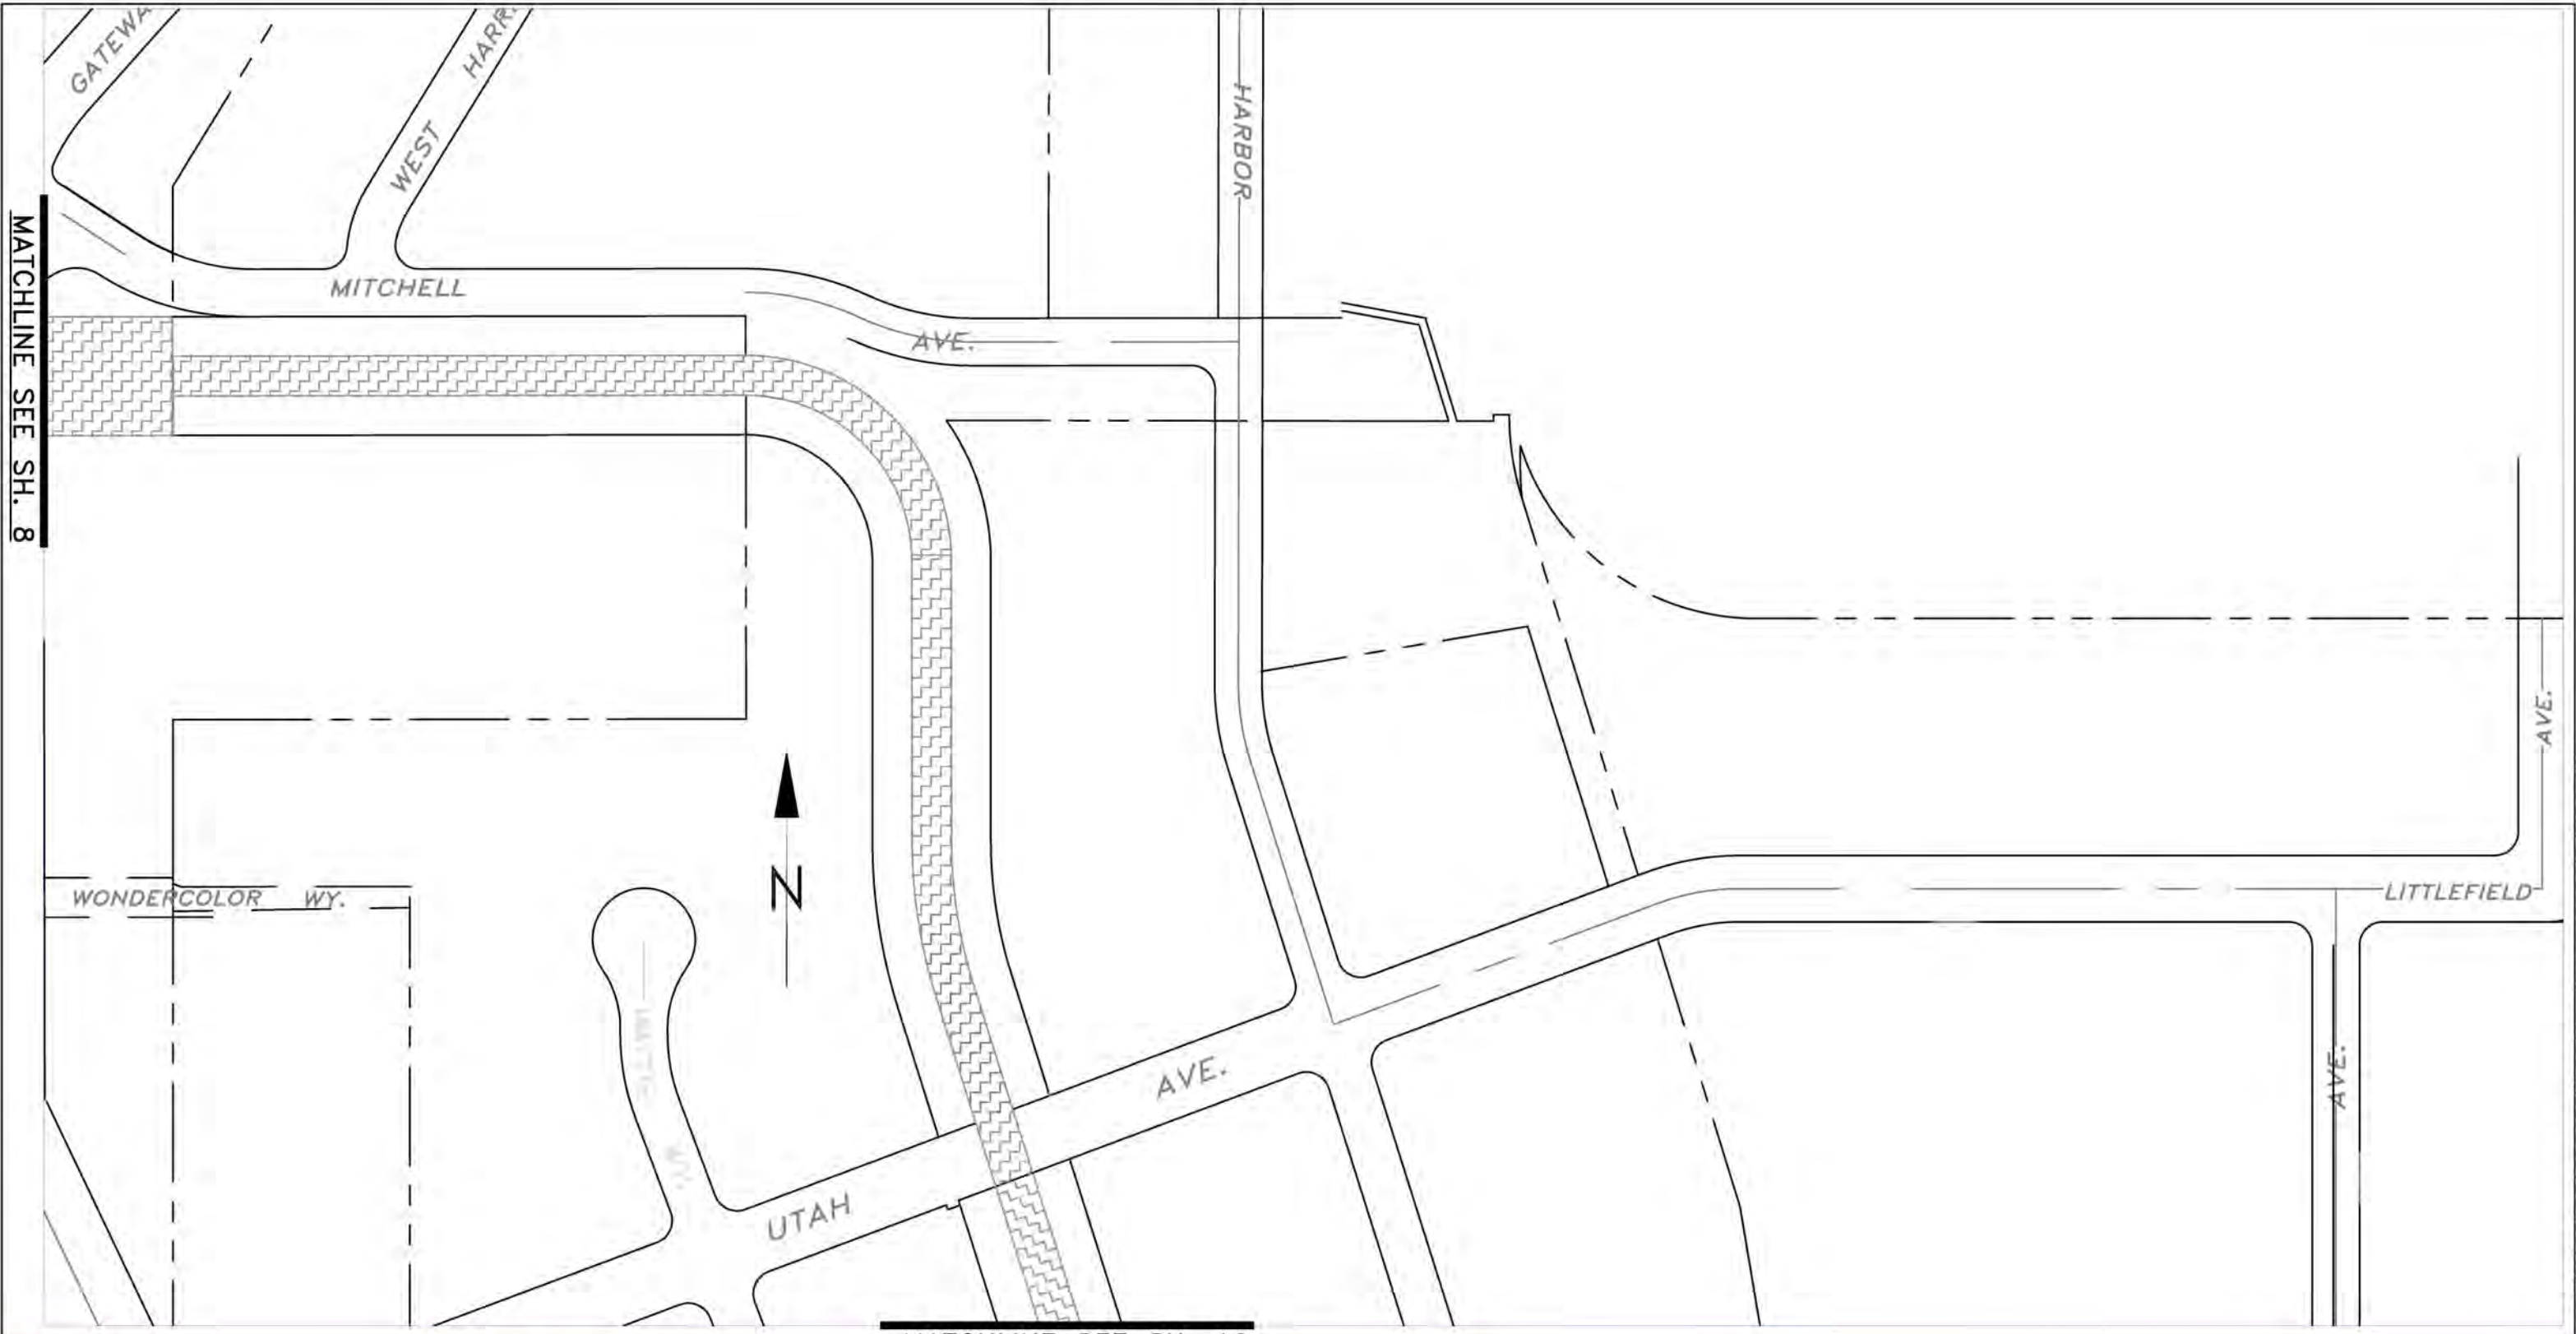 GATEWA
WEST HARR
HARBOR
MITCHELL
AVE.
MATCHLINE SEE SH. 8
AVE.
N
WONDERCOLOR WY.
LITTLEFIELD
AVE.
AVE.
UTAH